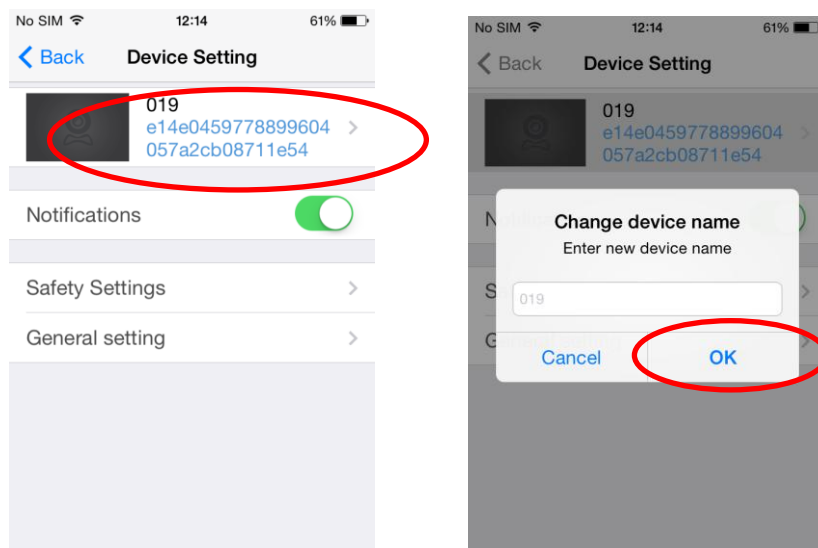 No SIM 12:14 61%
Back Device Setting
019
e14e0459778899604
057a2cb08711e54
Notifications
Safety Settings
General setting
No SIM 12:14 61%
Back Device Setting
019
e14e0459778899604
057a2cb08711e54
Change device name
Enter new device name
019
Cancel OK